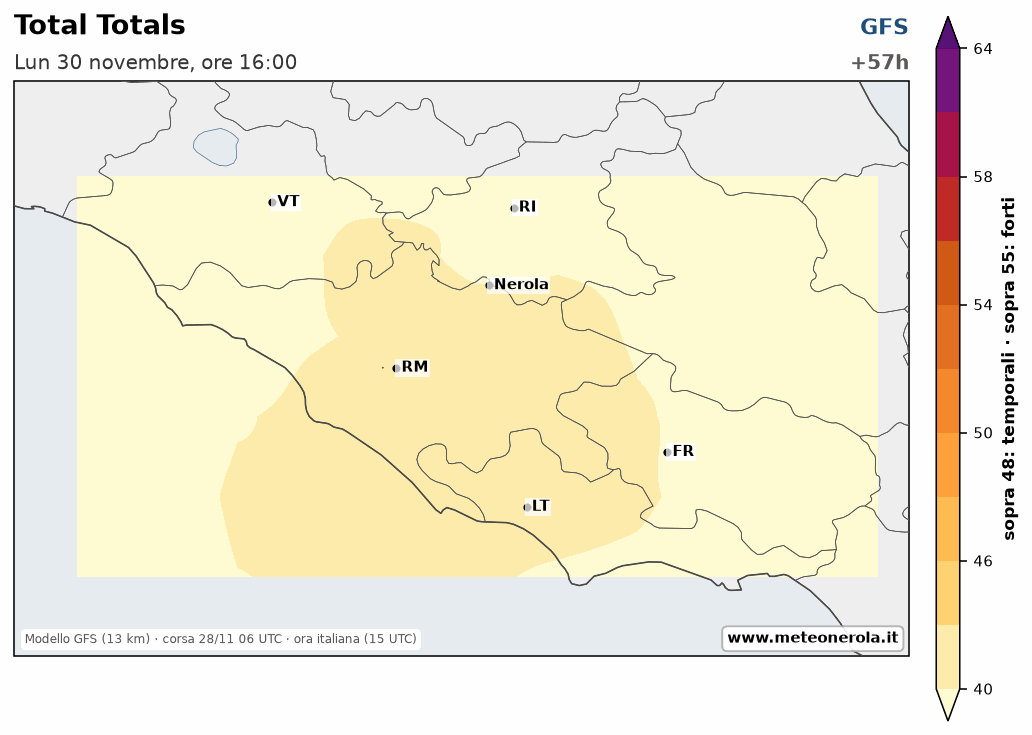 Total Totals
GFS
Lun 30 novembre, ore 16:00
+57h
VT
RI
Nerola
RM
FR
LT
Modello GFS (13 km) · corsa 28/11 06 UTC · ora italiana (15 UTC)
www.meteonerola.it
64
58
54
50
46
40
sopra 48: temporali · sopra 55: forti